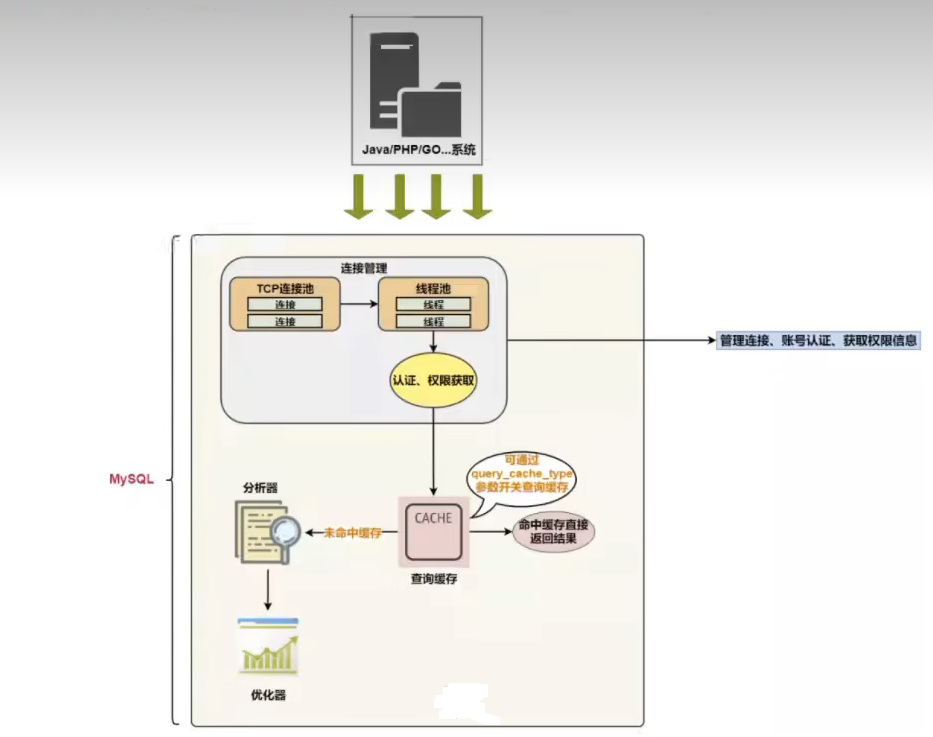 Java/PHP/GO...系统
连接管理
TCP连接池
连接
连接
线程池
线程
线程
认证、权限获取
管理连接、账号认证、获取权限信息
MySQL
可通过
query_cache_type
参数开关查询缓存
分析器
未命中缓存
CACHE
命中缓存直接
返回结果
查询缓存
优化器